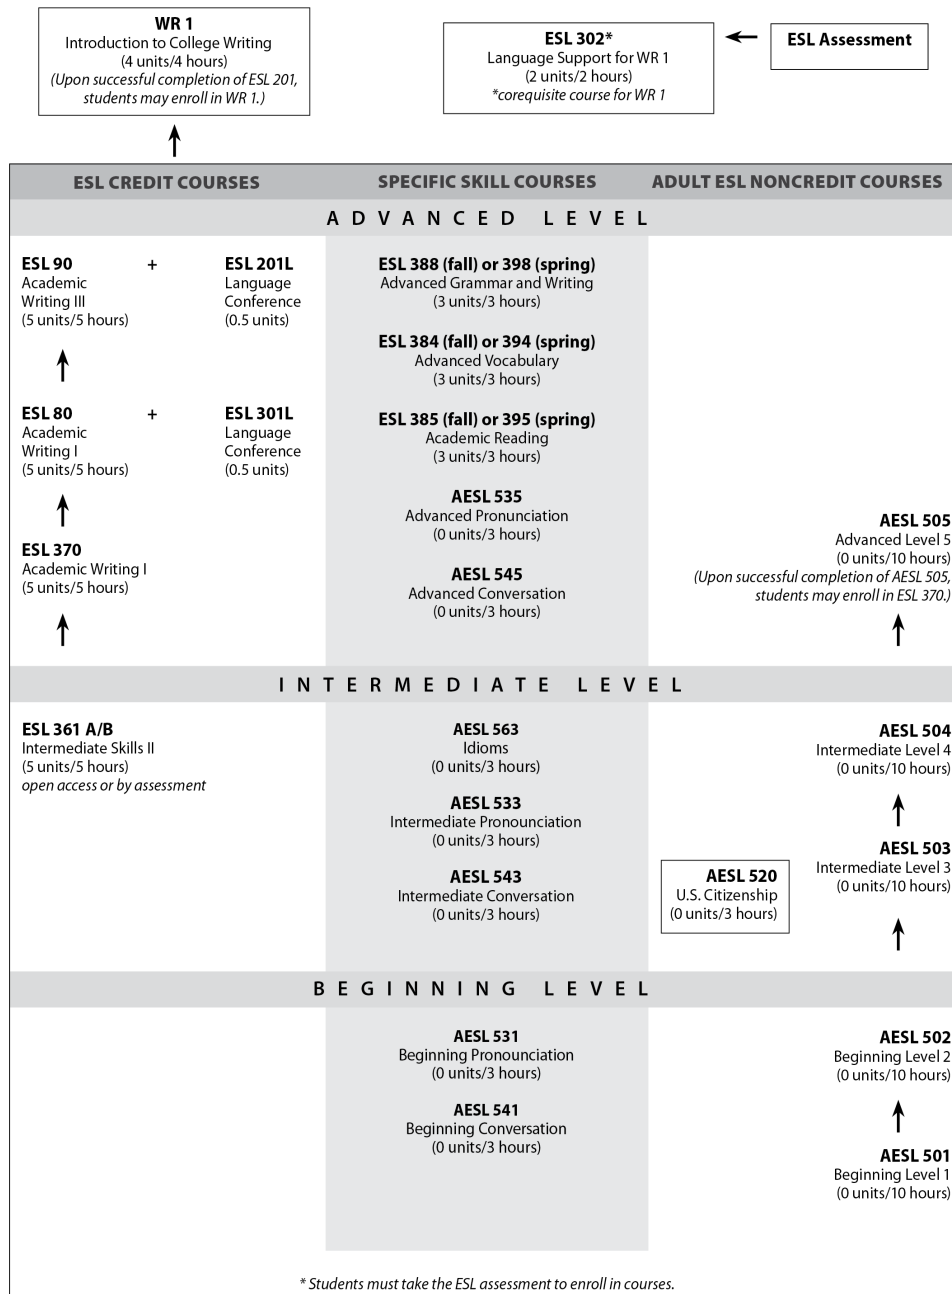 WR 1
Introduction to College Writing
(4 units/4 hours)
(Upon successful completion of ESL 201,
students may enroll in WR 1.)
ESL 302*
Language Support for WR 1
(2 units/2 hours)
*corequisite course for WR 1
ESL Assessment
ESL CREDIT COURSES
SPECIFIC SKILL COURSES
ADULT ESL NONCREDIT COURSES
ADVANCED LEVEL
ESL 90
Academic
Writing III
(5 units/5 hours)
+
ESL 201L
Language
Conference
(0.5 units)
ESL 80
Academic
Writing I
(5 units/5 hours)
+
ESL 301L
Language
Conference
(0.5 units)
ESL 370
Academic Writing I
(5 units/5 hours)
ESL 388 (fall) or 398 (spring)
Advanced Grammar and Writing
(3 units/3 hours)
ESL 384 (fall) or 394 (spring)
Advanced Vocabulary
(3 units/3 hours)
ESL 385 (fall) or 395 (spring)
Academic Reading
(3 units/3 hours)
AESL 535
Advanced Pronunciation
(0 units/3 hours)
AESL 545
Advanced Conversation
(0 units/3 hours)
AESL 505
Advanced Level 5
(0 units/10 hours)
(Upon successful completion of AESL 505,
students may enroll in ESL 370.)
INTERMEDIATE LEVEL
ESL 361 A/B
Intermediate Skills II
(5 units/5 hours)
open access or by assessment
AESL 563
Idioms
(0 units/3 hours)
AESL 533
Intermediate Pronounciation
(0 units/3 hours)
AESL 543
Intermediate Conversation
(0 units/3 hours)
AESL 504
Intermediate Level 4
(0 units/10 hours)
AESL 503
Intermediate Level 3
(0 units/10 hours)
AESL 520
U.S. Citizenship
(0 units/3 hours)
BEGINNING LEVEL
AESL 531
Beginning Pronounciation
(0 units/3 hours)
AESL 541
Beginning Conversation
(0 units/3 hours)
AESL 502
Beginning Level 2
(0 units/10 hours)
AESL 501
Beginning Level 1
(0 units/10 hours)
* Students must take the ESL assessment to enroll in courses.